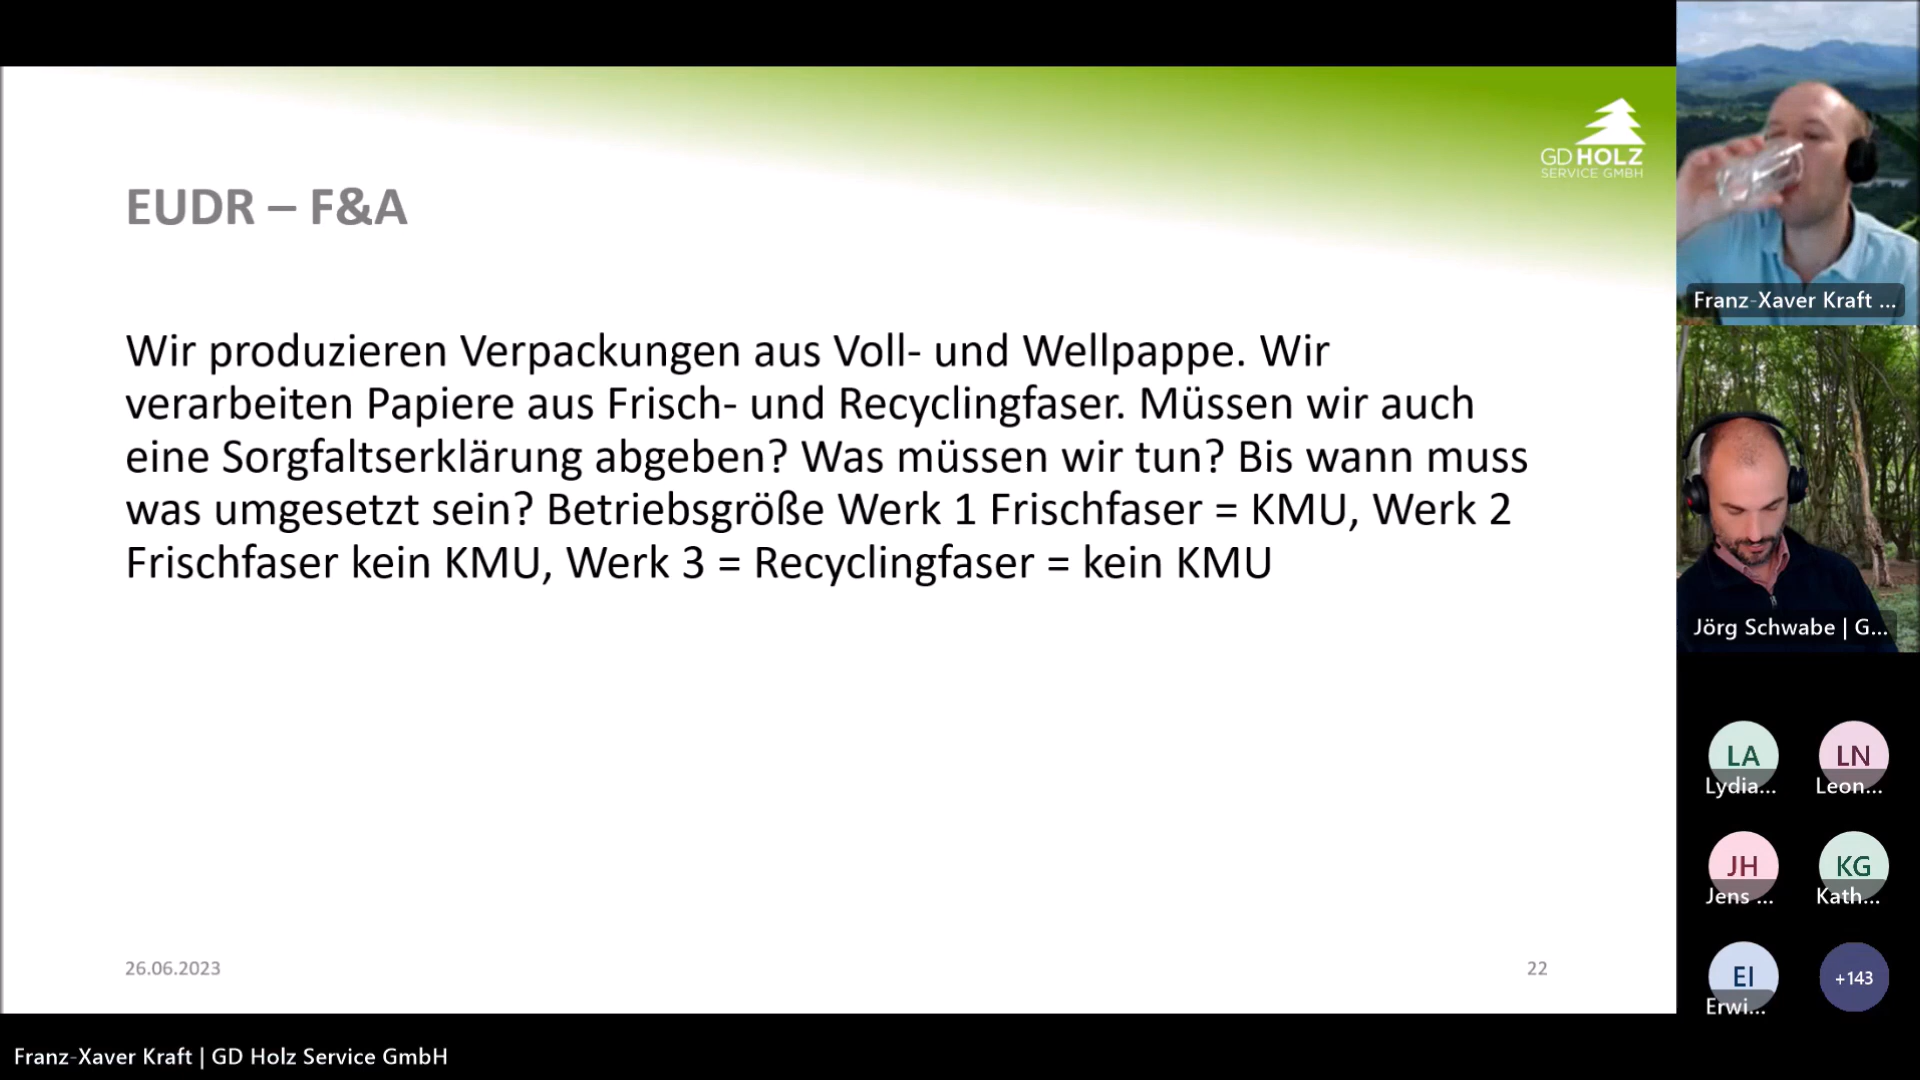 GD HOLZ
SERVICE GMBH
EUDR – F&A
Wir produzieren Verpackungen aus Voll- und Wellpappe. Wir
verarbeiten Papiere aus Frisch- und Recyclingfaser. Müssen wir auch
eine Sorgfaltserklärung abgeben? Was müssen wir tun? Bis wann muss
was umgesetzt sein? Betriebsgröße Werk 1 Frischfaser = KMU, Werk 2
Frischfaser kein KMU, Werk 3 = Recyclingfaser = kein KMU
26.06.2023
22
Franz-Xaver Kraft ...
Jörg Schwabe | G...
LA
Lydia...
LN
Leon...
JH
Jens ...
KG
Kath...
EI
Erwi...
+143
Franz-Xaver Kraft | GD Holz Service GmbH